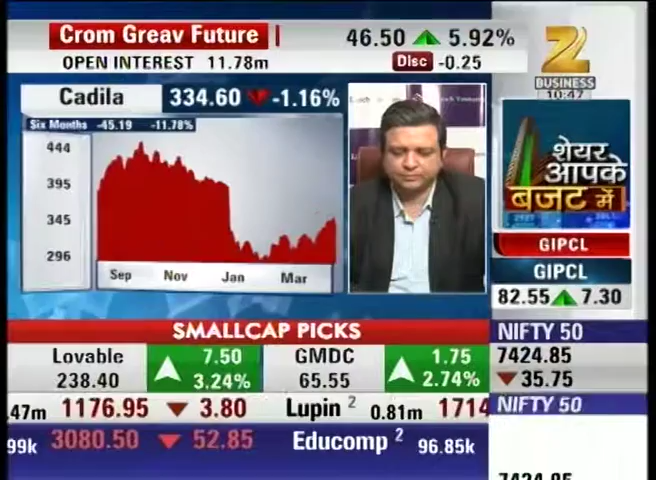 Crom Greav Future
46.50 5.92%
OPEN INTEREST 11.78m
Disc -0.25
Z
BUSINESS
10:47
Cadila 334.60 -1.16%
Six Months -45.19 -11.78%
444
395
345
296
Sep Nov Jan Mar
शेयर
आपके
बजट में
GIPCL
GIPCL
82.55 7.30
SMALLCAP PICKS
Lovable 7.50
238.40 3.24%
GMDC 1.75
65.55 2.74%
NIFTY 50
7424.85
35.75
.47m 1176.95 3.80 Lupin 2 0.81m 1714
NIFTY 50
99k 3080.50 52.85 Educomp 2 96.85k
7424.85